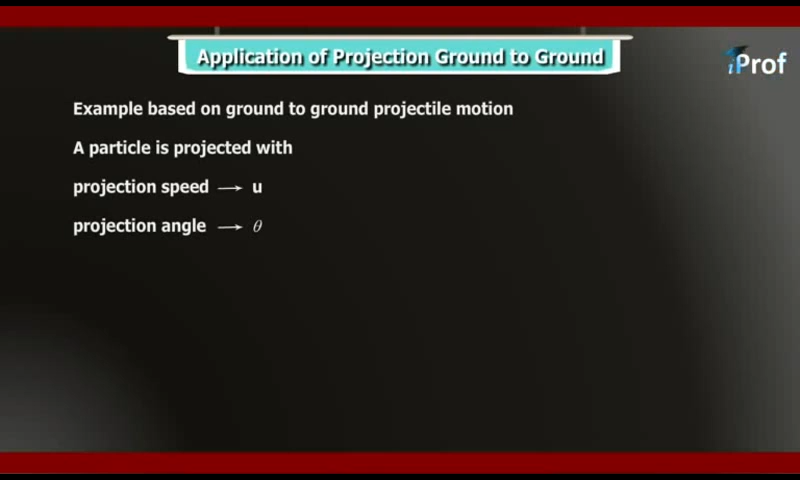 Application of Projection Ground to Ground
iProf
Example based on ground to ground projectile motion
A particle is projected with
projection speed → u
projection angle → θ